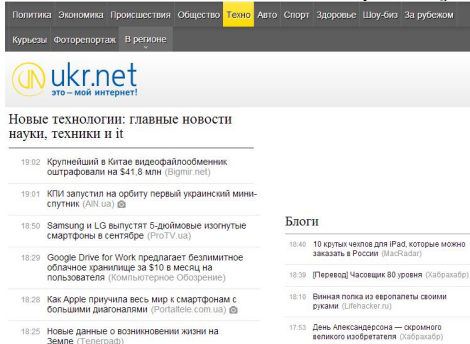 Политика Экономика Происшествия Общество Техно Авто Спорт Здоровье Шоу-биз За рубежом
Курьезы Фоторепортаж В регионе
UN ukr.net
это – мой интернет!
Новые технологии: главные новости
науки, техники и it
19:02 Крупнейший в Китае видеофайлообменник
оштрафовали на $41,8 млн (Bigmir.net)
19:01 КПИ запустил на орбиту первый украинский мини-
спутник (AIN.ua)
18:50 Samsung и LG выпустят 5-дюймовые изогнутые
смартфоны в сентябре (ProTV.ua)
18:29 Google Drive for Work предлагает безлимитное
облачное хранилище за $10 в месяц на
пользователя (Компьютерное Обозрение)
18:28 Как Apple приучила весь мир к смартфонам с
большими диагоналями (Portaltele.com.ua)
18:25 Новые данные о возникновении жизни на
Земле (Телеграф)
Блоги
18:40 10 крутых чехлов для iPad, которые можно
заказать в России (MacRadar)
18:39 [Перевод] Часовщик 80 уровня (Хабрахабр)
18:10 Винная полка из европалеты своими
руками (Lifehacker.ru)
17:53 День Александерсона — скромного
великого изобретателя (Хабрахабр)